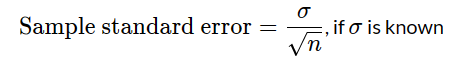 Sample standard error = σ/√n, if σ is known